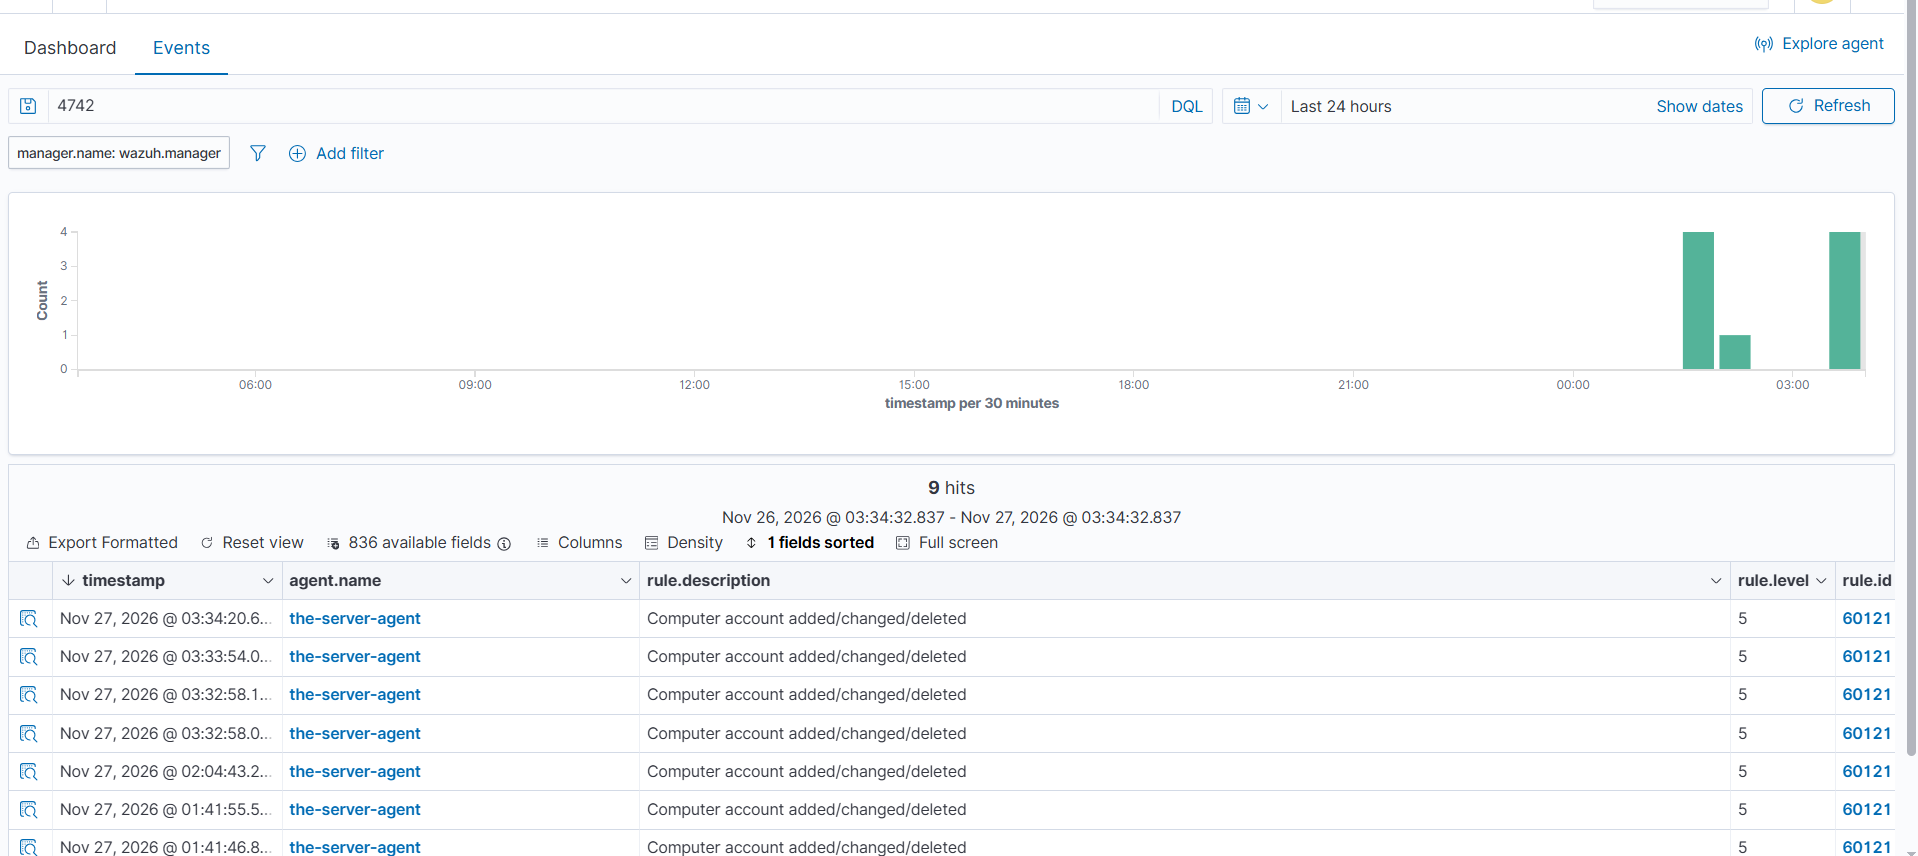 Dashboard Events Explore agent
4742 DQL Last 24 hours Show dates Refresh
manager.name: wazuh.manager Add filter
4
3
2
1
0
Count
06:00 09:00 12:00 15:00 18:00 21:00 00:00 03:00
timestamp per 30 minutes
9 hits
Nov 26, 2026 @ 03:34:32.837 - Nov 27, 2026 @ 03:34:32.837
Export Formatted Reset view 836 available fields Columns Density 1 fields sorted Full screen
timestamp agent.name rule.description rule.level rule.id
Nov 27, 2026 @ 03:34:20.6... the-server-agent Computer account added/changed/deleted 5 60121
Nov 27, 2026 @ 03:33:54.0... the-server-agent Computer account added/changed/deleted 5 60121
Nov 27, 2026 @ 03:32:58.1... the-server-agent Computer account added/changed/deleted 5 60121
Nov 27, 2026 @ 03:32:58.0... the-server-agent Computer account added/changed/deleted 5 60121
Nov 27, 2026 @ 02:04:43.2... the-server-agent Computer account added/changed/deleted 5 60121
Nov 27, 2026 @ 01:41:55.5... the-server-agent Computer account added/changed/deleted 5 60121
Nov 27, 2026 @ 01:41:46.8... the-server-agent Computer account added/changed/deleted 5 60121